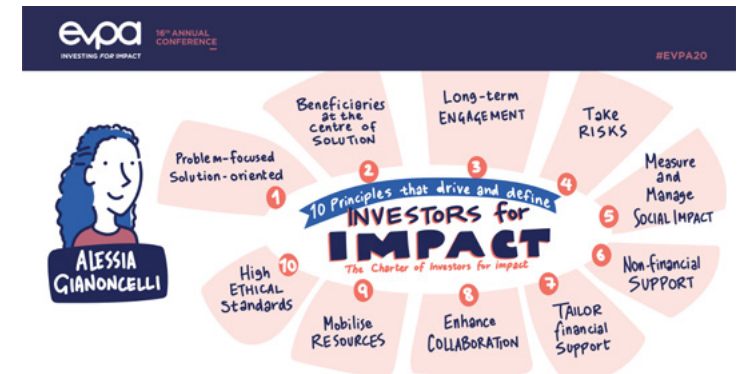 evpa
INVESTING FOR IMPACT
16TH ANNUAL
CONFERENCE
#EVPA20
ALESSIA
GIANONCELLI
10 Principles that drive and define
INVESTORS for
IMPACT
The Charter of Investors for impact
Problem-focused
Solution-oriented
1
Beneficiaries
at the
centre of
SOLUTION
2
Long-term
ENGAGEMENT
3
Take
RISKS
4
Measure
and
Manage
SOCIAL IMPACT
5
6
Non-financial
SUPPORT
7
TAILOR
financial
Support
8
Enhance
COLLABORATION
9
Mobilise
RESOURCES
10
High
ETHICAL
Standards